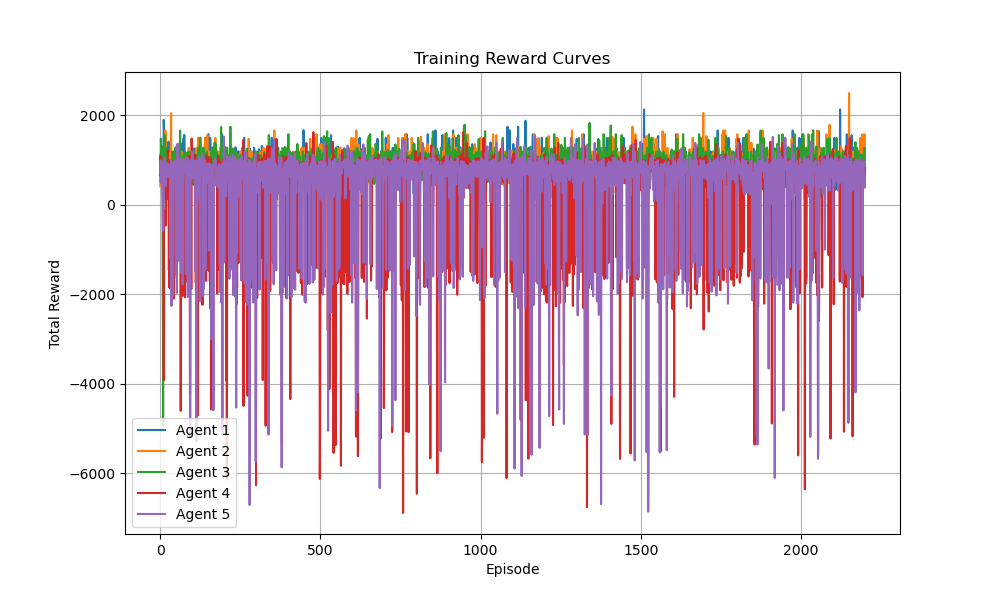 Training Reward Curves
2000
0
−2000
−4000
−6000
Total Reward
Agent 1
Agent 2
Agent 3
Agent 4
Agent 5
0
500
1000
1500
2000
Episode